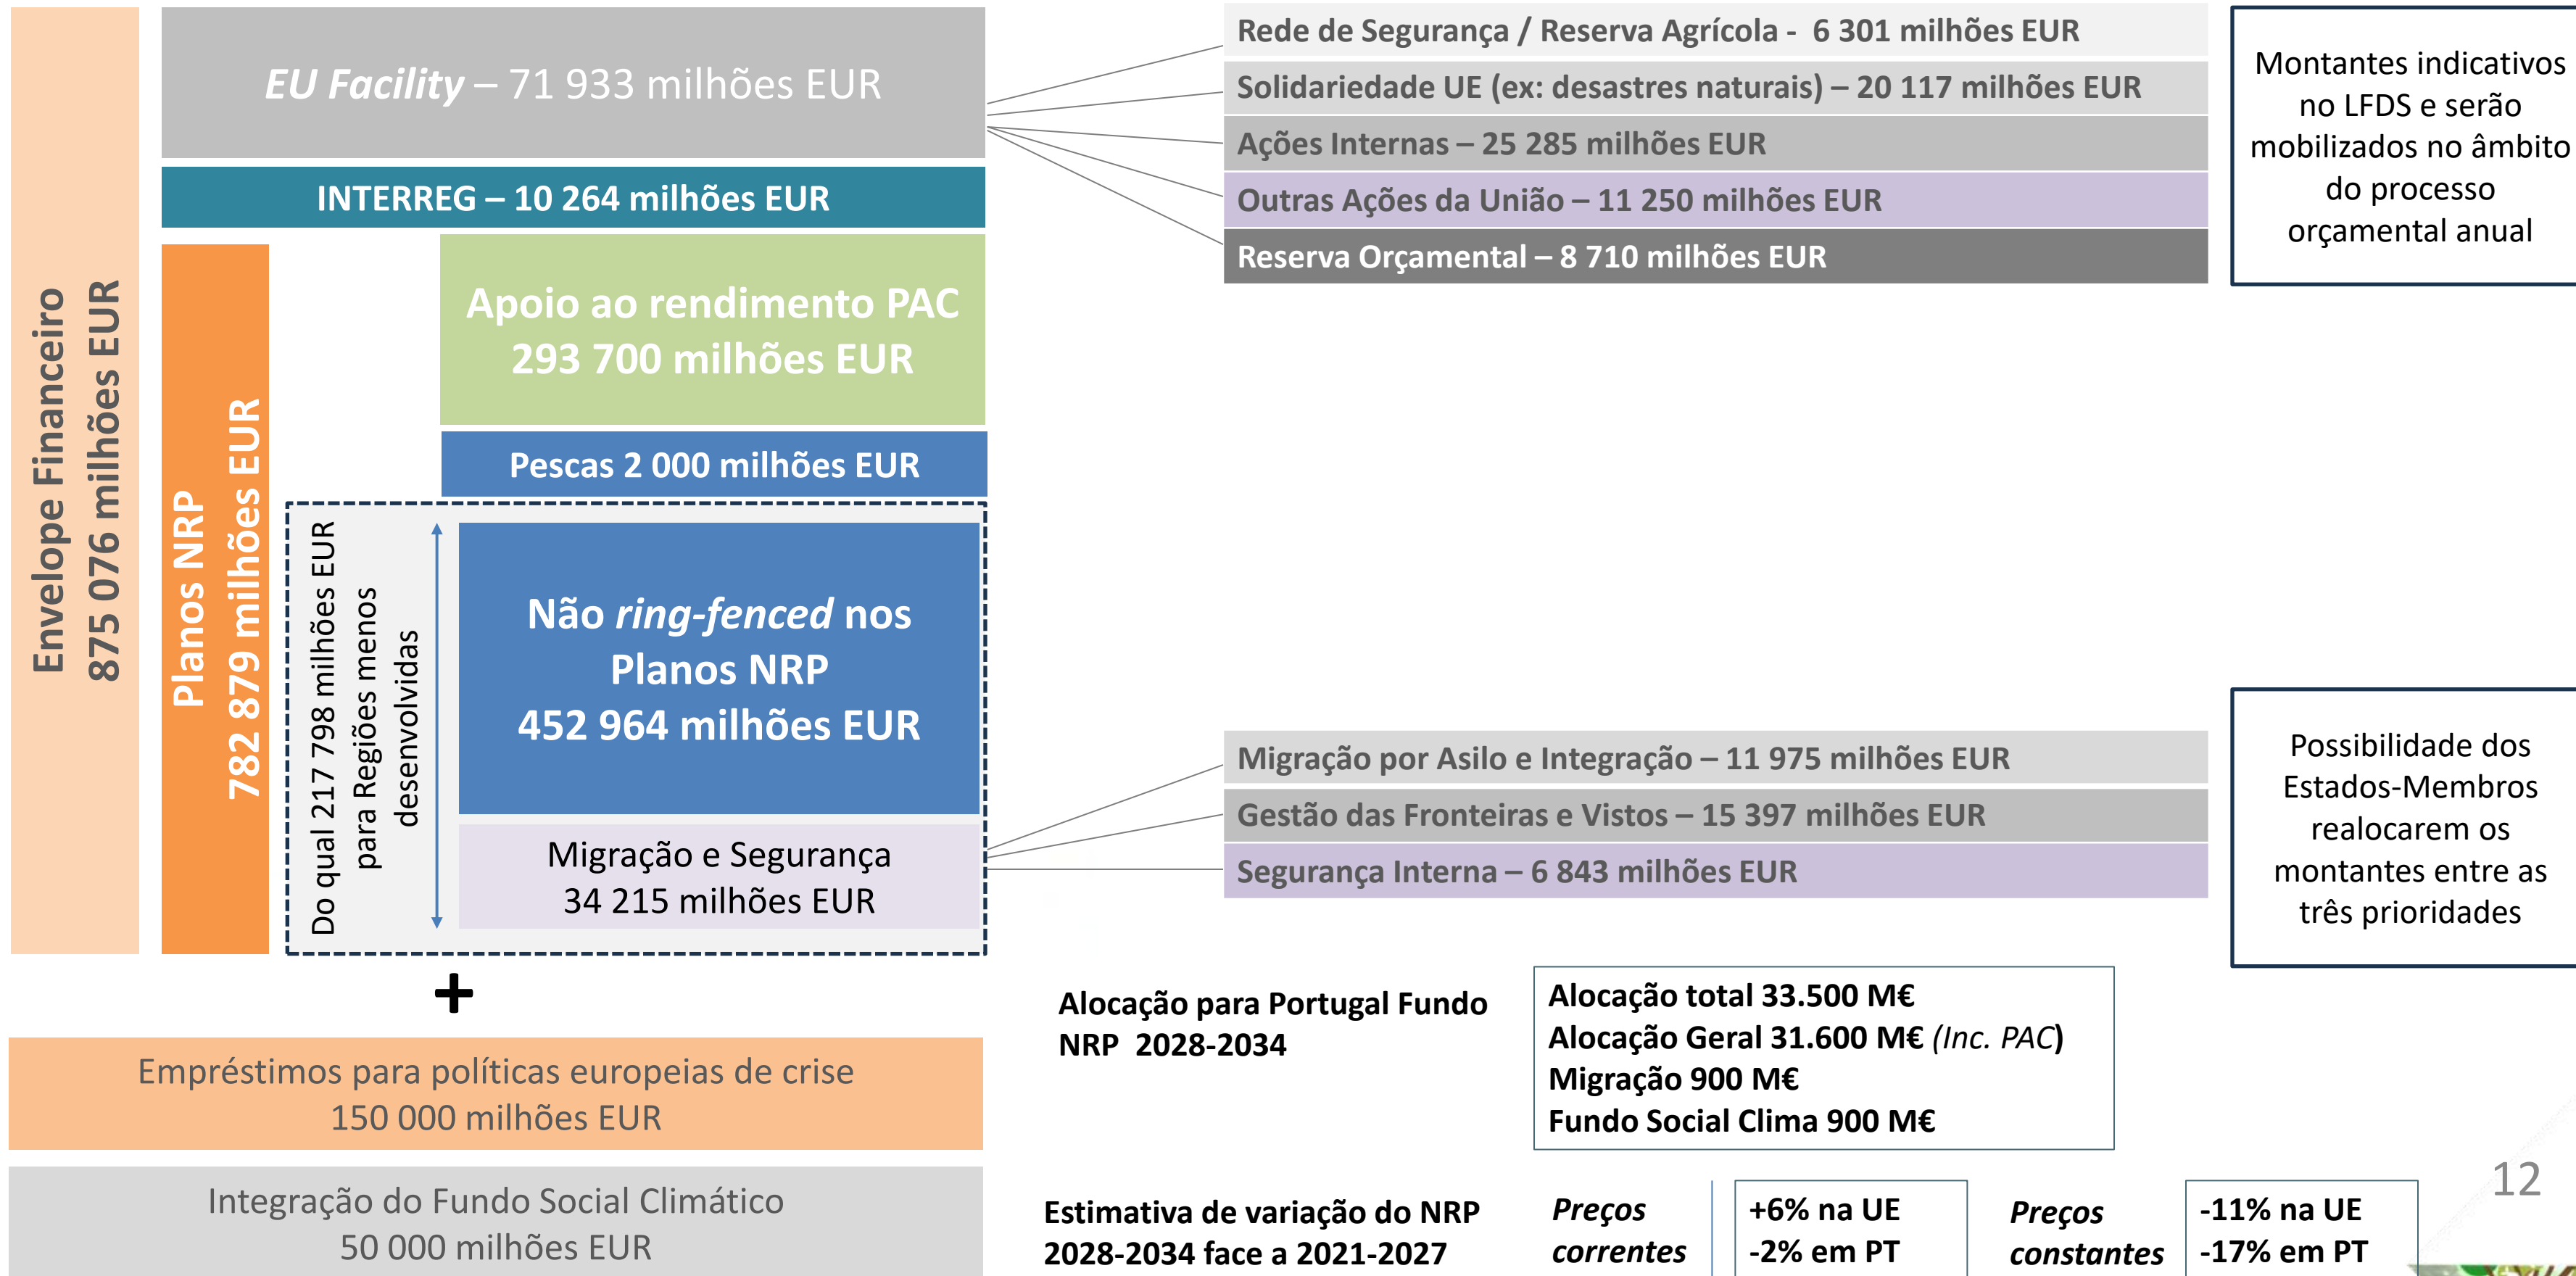 Envelope Financeiro
875 076 milhões EUR
EU Facility – 71 933 milhões EUR
INTERREG – 10 264 milhões EUR
Planos NRP
782 879 milhões EUR
Apoio ao rendimento PAC
293 700 milhões EUR
Pescas 2 000 milhões EUR
Do qual 217 798 milhões EUR
para Regiões menos
desenvolvidas
Não ring-fenced nos
Planos NRP
452 964 milhões EUR
Migração e Segurança
34 215 milhões EUR
+
Empréstimos para políticas europeias de crise
150 000 milhões EUR
Integração do Fundo Social Climático
50 000 milhões EUR
Rede de Segurança / Reserva Agrícola - 6 301 milhões EUR
Solidariedade UE (ex: desastres naturais) – 20 117 milhões EUR
Ações Internas – 25 285 milhões EUR
Outras Ações da União – 11 250 milhões EUR
Reserva Orçamental – 8 710 milhões EUR
Montantes indicativos
no LFDS e serão
mobilizados no âmbito
do processo
orçamental anual
Migração por Asilo e Integração – 11 975 milhões EUR
Gestão das Fronteiras e Vistos – 15 397 milhões EUR
Segurança Interna – 6 843 milhões EUR
Possibilidade dos
Estados-Membros
realocarem os
montantes entre as
três prioridades
Alocação para Portugal Fundo
NRP 2028-2034
Alocação total 33.500 M€
Alocação Geral 31.600 M€ (Inc. PAC)
Migração 900 M€
Fundo Social Clima 900 M€
Estimativa de variação do NRP
2028-2034 face a 2021-2027
Preços
correntes
+6% na UE
-2% em PT
Preços
constantes
-11% na UE
-17% em PT
12